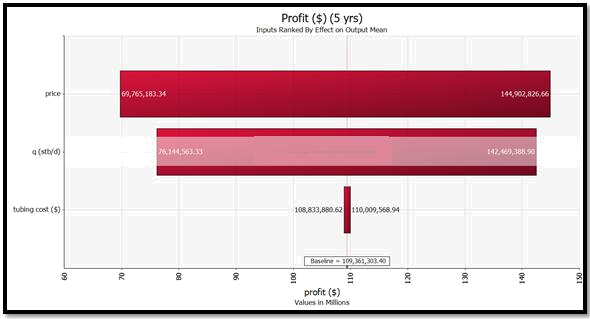 Profit ($) (5 yrs)
Inputs Ranked By Effect on Output Mean
price
69,765,183.34
144,902,826.66
q (stb/d)
76,144,563.33
142,469,388.90
tubing cost ($)
108,833,880.62
110,009,568.94
Baseline = 109,361,303.40
60
70
80
90
100
110
120
130
140
150
profit ($)
Values in Millions